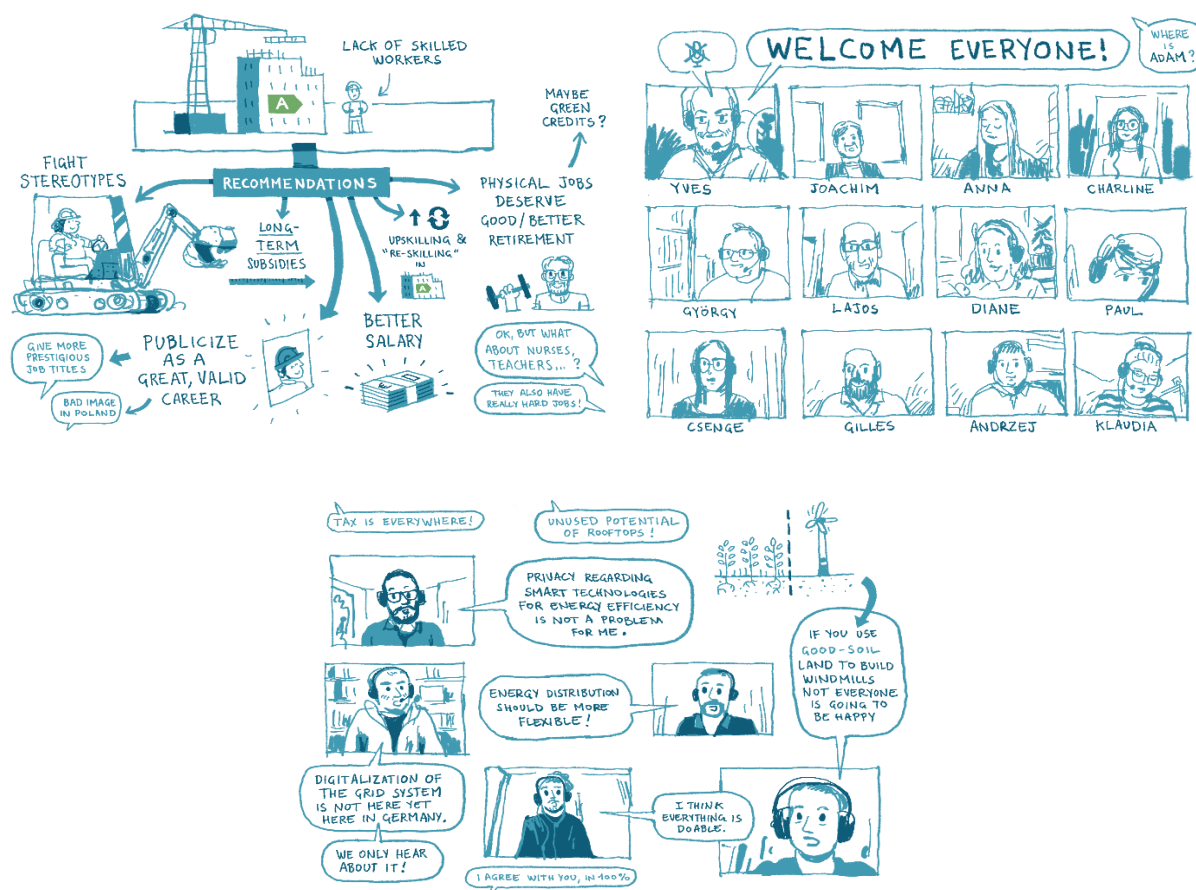 LACK OF SKILLED
WORKERS
A
MAYBE
GREEN
CREDITS?
FIGHT
STEREOTYPES
RECOMMENDATIONS
LONG-
TERM
SUBSIDIES
UPSKILLING &
"RE-SKILLING"
IN
A
PHYSICAL JOBS
DESERVE
GOOD/BETTER
RETIREMENT
GIVE MORE
PRESTIGIOUS
JOB TITLES
BAD IMAGE
IN POLAND
PUBLICIZE
AS A
GREAT, VALID
CAREER
BETTER
SALARY
OK, BUT WHAT
ABOUT NURSES,
TEACHERS... ?
THEY ALSO HAVE
REALLY HARD JOBS!
WELCOME EVERYONE!
WHERE
IS
ADAM?
YVES
JOACHIM
ANNA
CHARLINE
GYÖRGY
LAJOS
DIANE
PAUL
CSENGE
GILLES
ANDRZEJ
KLAUDIA
TAX IS EVERYWHERE!
UNUSED POTENTIAL
OF ROOFTOPS!
PRIVACY REGARDING
SMART TECHNOLOGIES
FOR ENERGY EFFICIENCY
IS NOT A PROBLEM
FOR ME.
IF YOU USE
GOOD-SOIL
LAND TO BUILD
WINDMILLS
NOT EVERYONE
IS GOING TO
BE HAPPY
ENERGY DISTRIBUTION
SHOULD BE MORE
FLEXIBLE!
DIGITALIZATION OF
THE GRID SYSTEM
IS NOT HERE YET
HERE IN GERMANY.
WE ONLY HEAR
ABOUT IT!
I THINK
EVERYTHING IS
DOABLE.
I AGREE WITH YOU, IN 100%